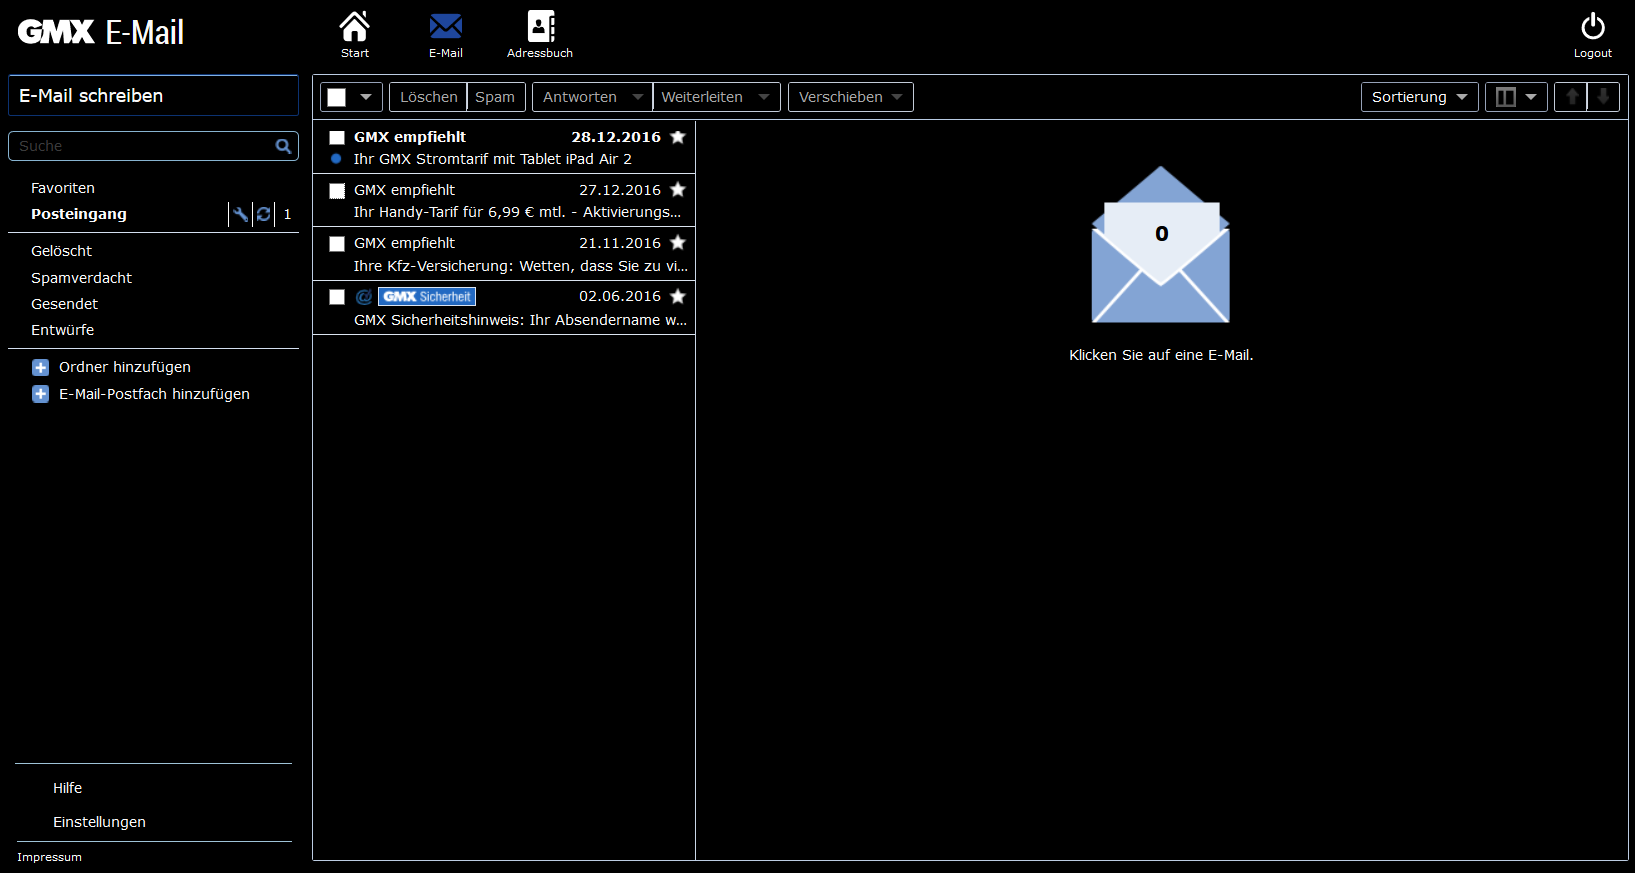 GMX E-Mail
Start
E-Mail
Adressbuch
Logout
E-Mail schreiben
Suche
Favoriten
Posteingang 1
Gelöscht
Spamverdacht
Gesendet
Entwürfe
Ordner hinzufügen
E-Mail-Postfach hinzufügen
Hilfe
Einstellungen
Impressum
Löschen Spam Antworten Weiterleiten Verschieben Sortierung
GMX empfiehlt 28.12.2016
Ihr GMX Stromtarif mit Tablet iPad Air 2
GMX empfiehlt 27.12.2016
Ihr Handy-Tarif für 6,99 € mtl. - Aktivierungs...
GMX empfiehlt 21.11.2016
Ihre Kfz-Versicherung: Wetten, dass Sie zu vi...
@ GMX Sicherheit 02.06.2016
GMX Sicherheitshinweis: Ihr Absendername w...
0
Klicken Sie auf eine E-Mail.